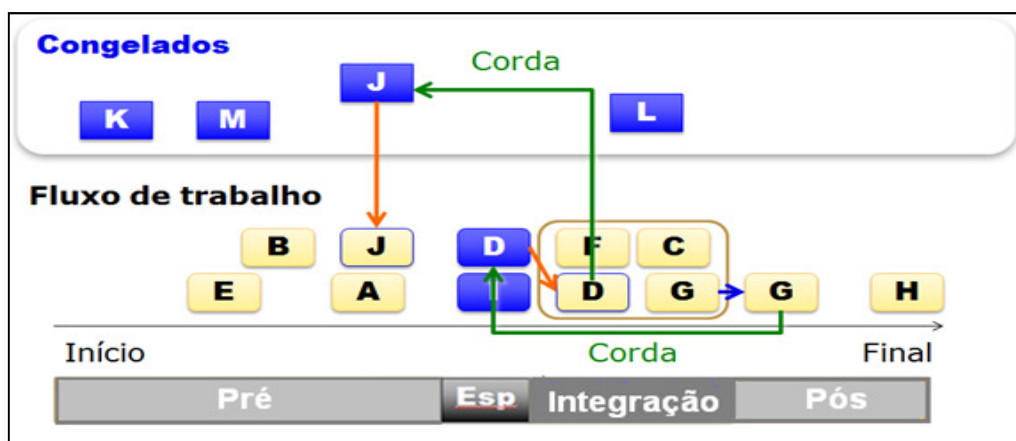 Congelados
Corda
J
K
M
L
Fluxo de trabalho
B
J
D
F
C
E
A
I
D
G
G
H
Início
Corda
Final
Pré
Esp
Integração
Pós